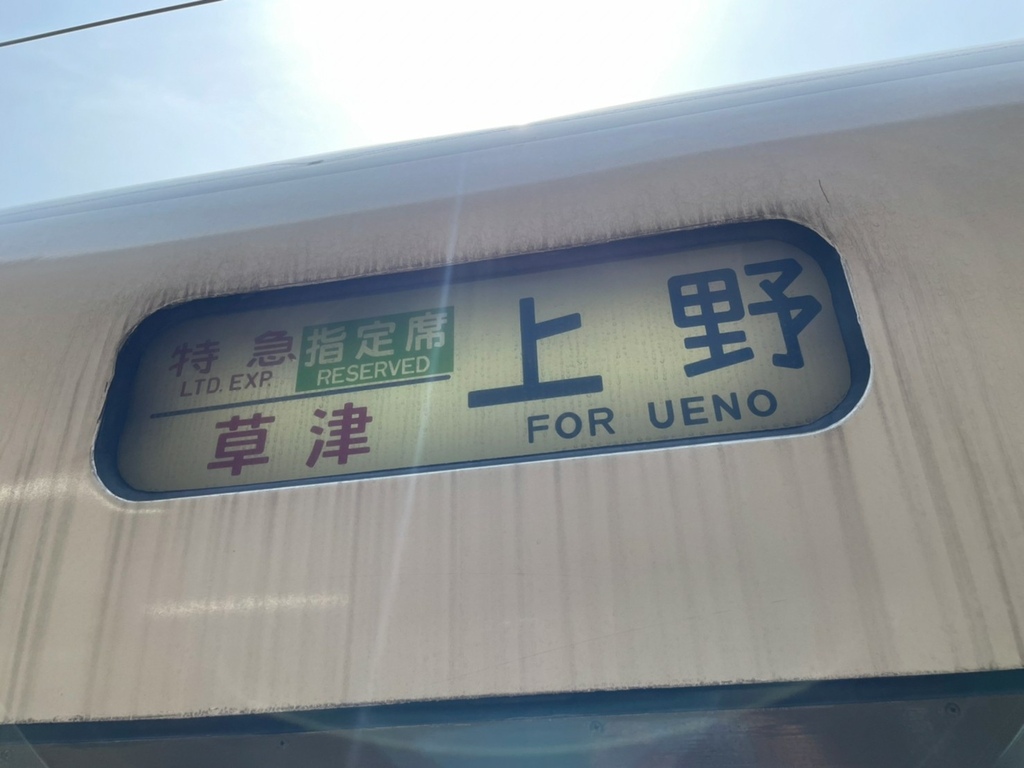 特急 指定席
LTD. EXP. RESERVED
草津
上野
FOR UENO